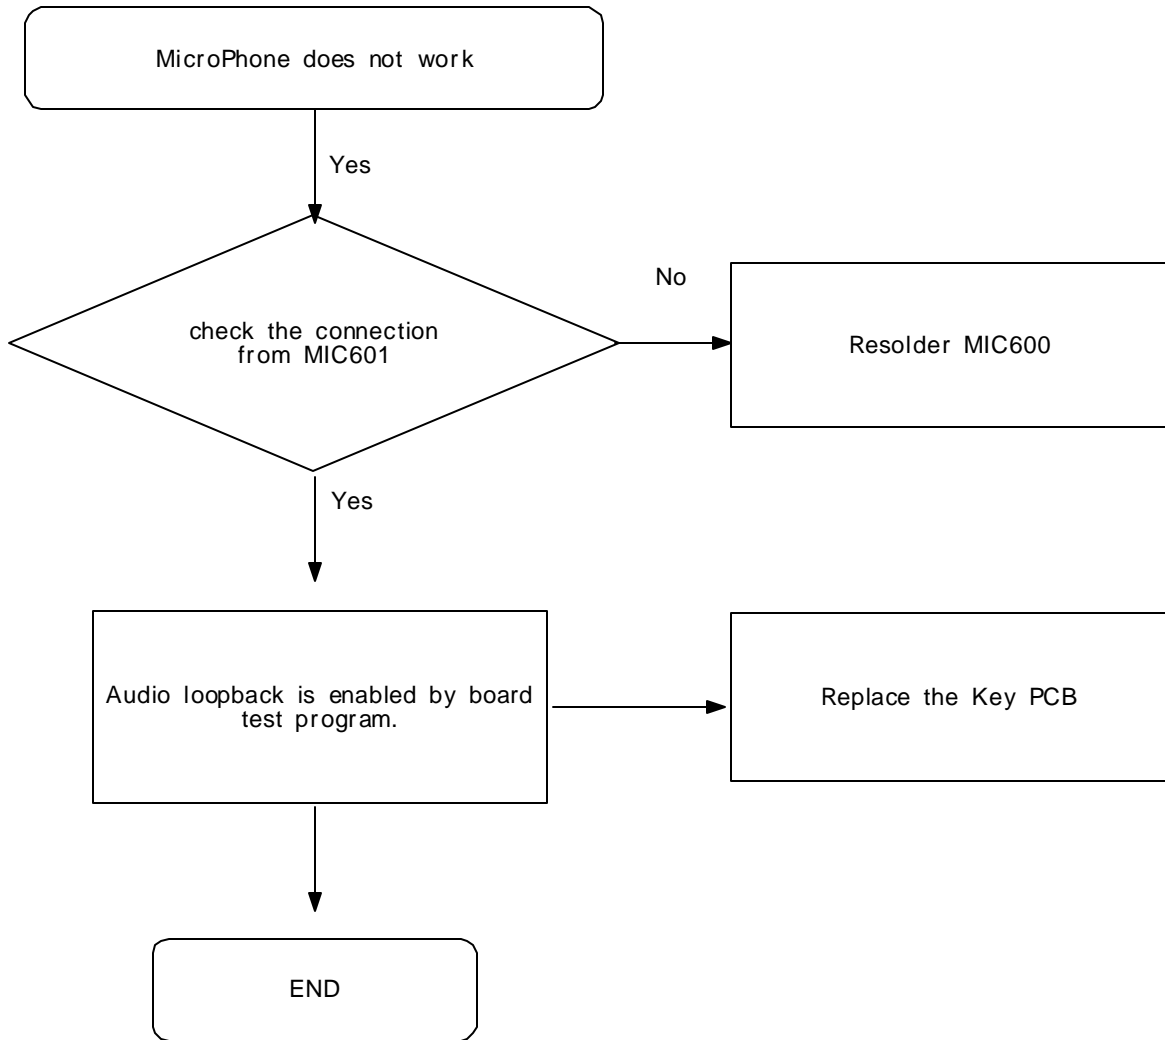 MicroPhone does not work
Yes
check the connection
from MIC601
No
Resolder MIC600
Yes
Audio loopback is enabled by board
test program.
Replace the Key PCB
END